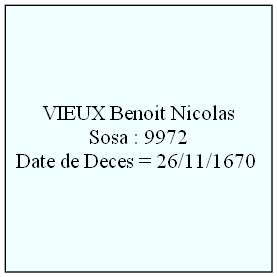 VIEUX Benoit Nicolas
Sosa : 9972
Date de Deces = 26/11/1670